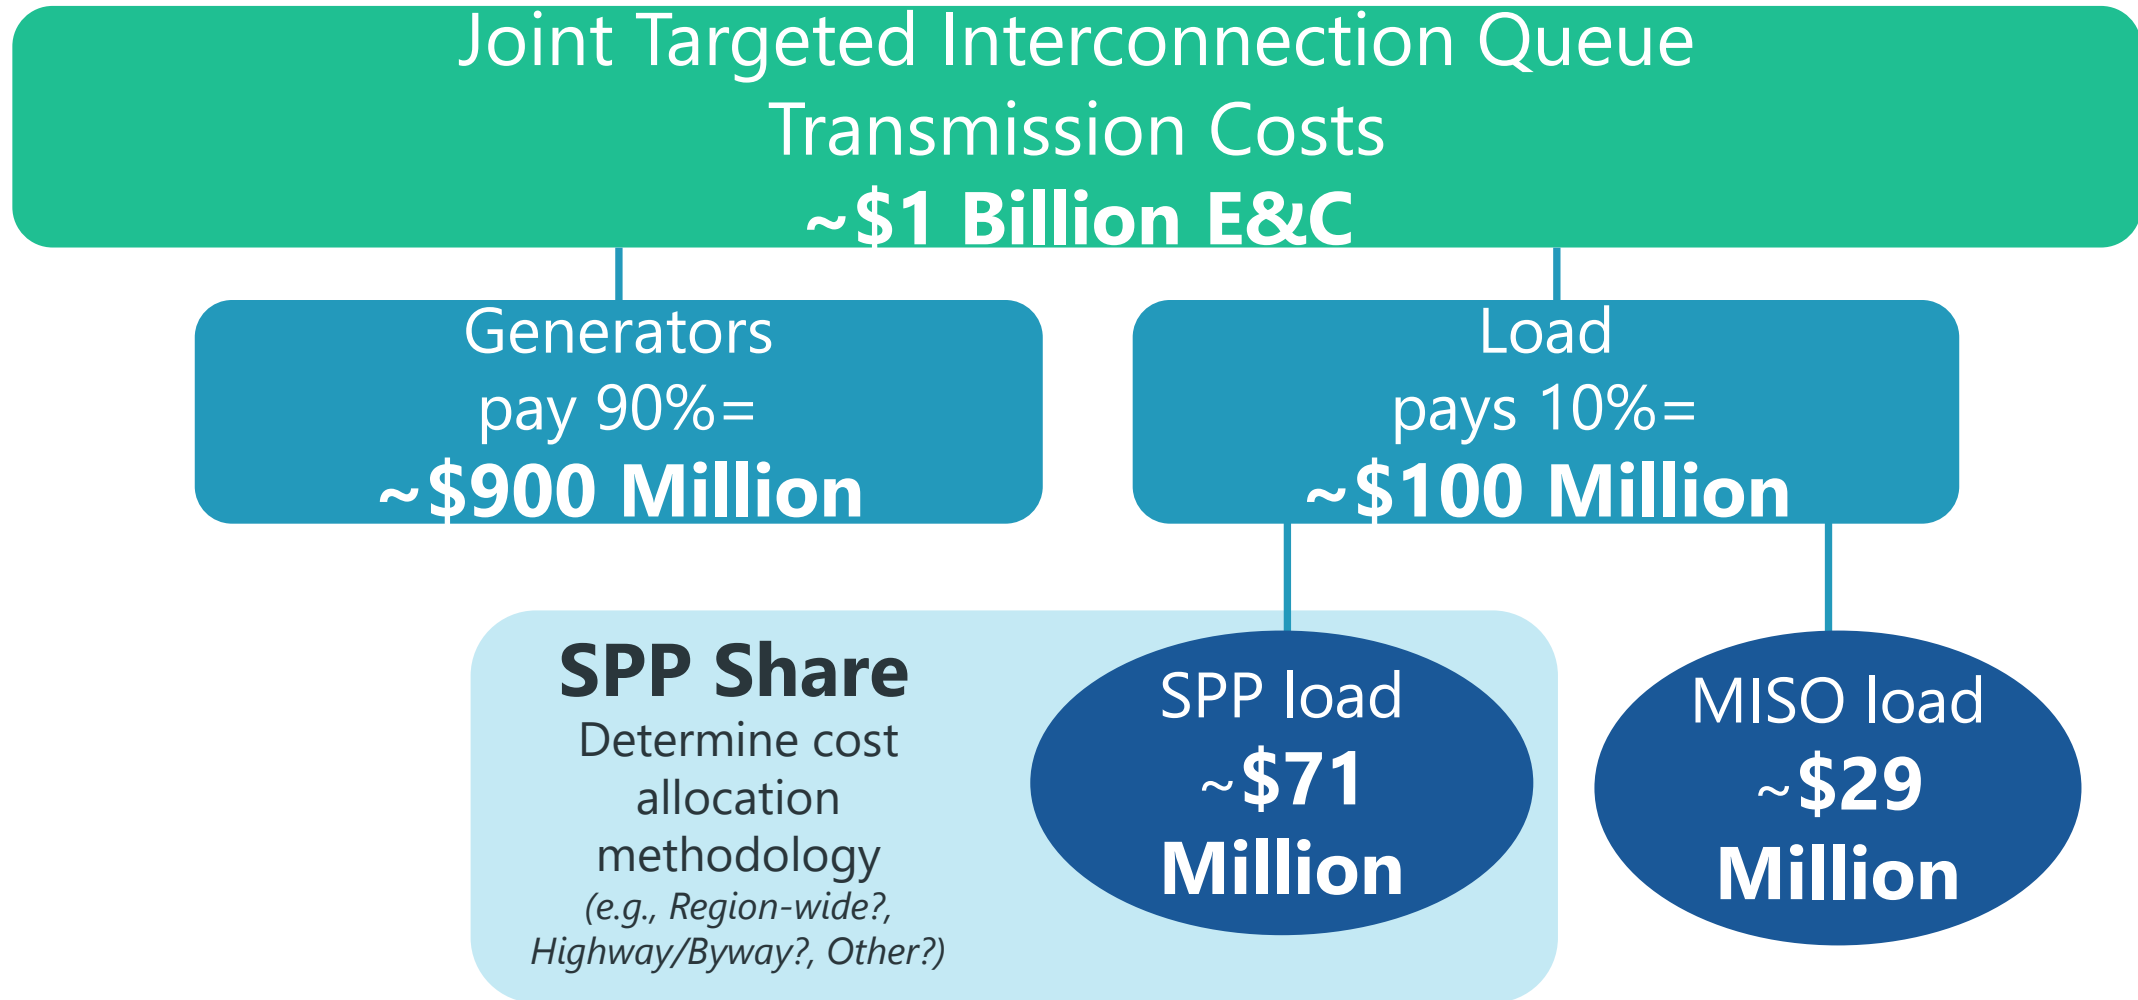 Joint Targeted Interconnection Queue
Transmission Costs
~$1 Billion E&C
Generators
pay 90%=
~$900 Million
Load
pays 10%=
~$100 Million
SPP Share
Determine cost
allocation
methodology
(e.g., Region-wide?,
Highway/Byway?, Other?)
SPP load
~$71
Million
MISO load
~$29
Million